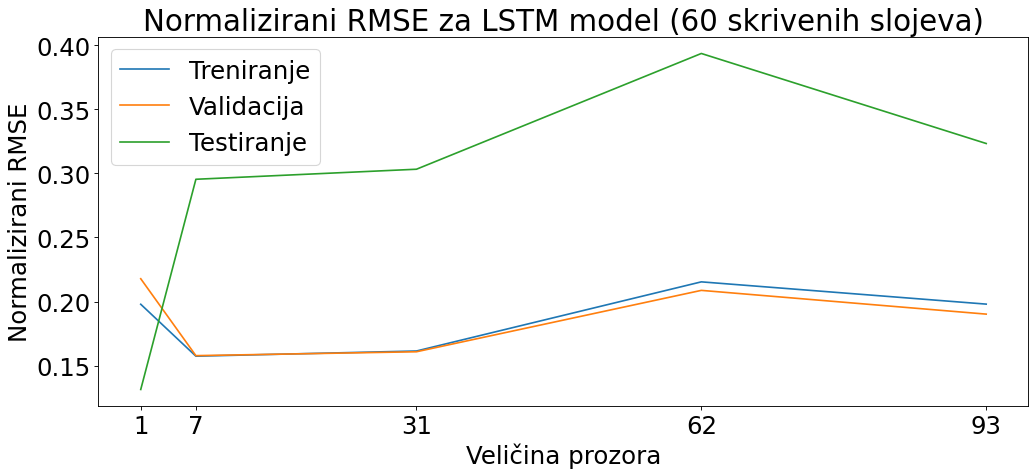 Normalizirani RMSE za LSTM model (60 skrivenih slojeva)
Treniranje
Validacija
Testiranje
Normalizirani RMSE
0.40
0.35
0.30
0.25
0.20
0.15
1 7 31 62 93
Veličina prozora